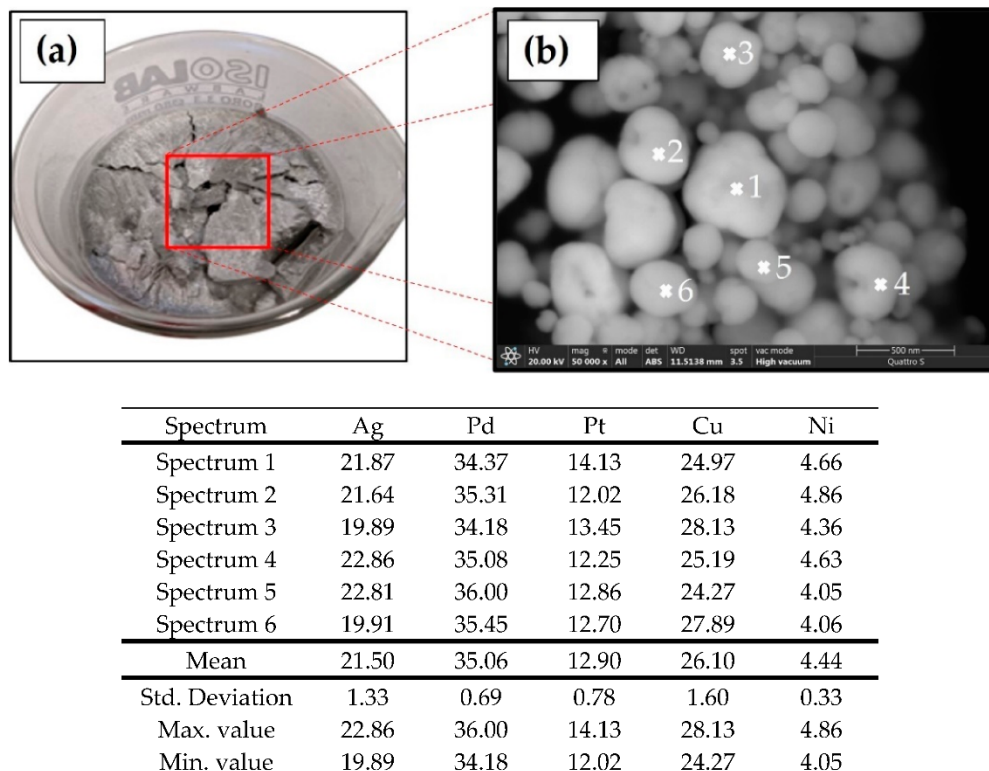 (a)
ISOLAB
(b)
3
2
1
5
6
4
HV mag mode det WD spot vac mode 500 nm
20.00 kV 50 000 x All ABS 11.5138 mm 3.5 High vacuum Quattro S
Spectrum Ag Pd Pt Cu Ni
Spectrum 1 21.87 34.37 14.13 24.97 4.66
Spectrum 2 21.64 35.31 12.02 26.18 4.86
Spectrum 3 19.89 34.18 13.45 28.13 4.36
Spectrum 4 22.86 35.08 12.25 25.19 4.63
Spectrum 5 22.81 36.00 12.86 24.27 4.05
Spectrum 6 19.91 35.45 12.70 27.89 4.06
Mean 21.50 35.06 12.90 26.10 4.44
Std. Deviation 1.33 0.69 0.78 1.60 0.33
Max. value 22.86 36.00 14.13 28.13 4.86
Min. value 19.89 34.18 12.02 24.27 4.05